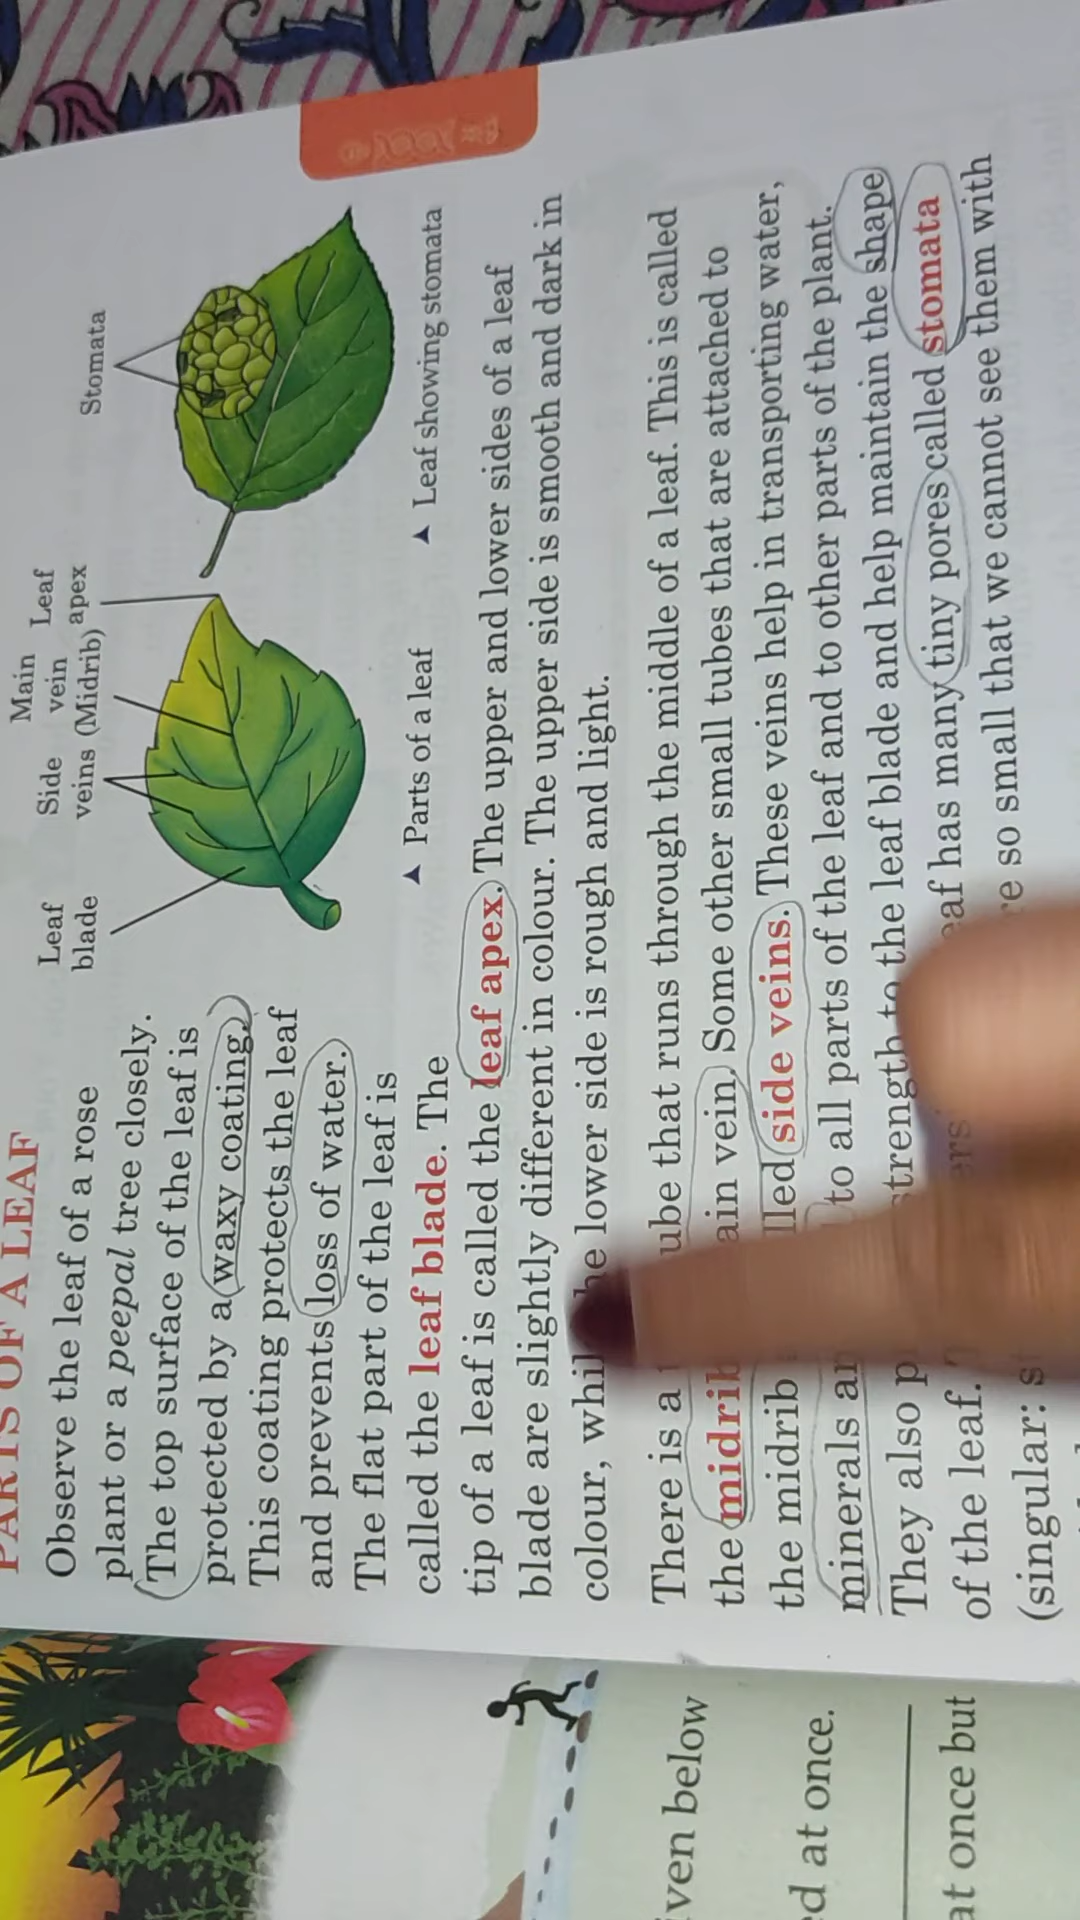 PARTS OF A LEAF
Observe the leaf of a rose
plant or a peepal tree closely.
The top surface of the leaf is
protected by a waxy coating.
This coating protects the leaf
and prevents loss of water.
The flat part of the leaf is
called the leaf blade. The
Leaf
blade
Side
veins
Main
vein
(Midrib)
Leaf
apex
Stomata
Parts of a leaf
Leaf showing stomata
tip of a leaf is called the leaf apex. The upper and lower sides of a leaf
blade are slightly different in colour. The upper side is smooth and dark in
colour, whil he lower side is rough and light.
There is a ube that runs through the middle of a leaf. This is called
the midrib ain vein. Some other small tubes that are attached to
the midrib lled side veins. These veins help in transporting water,
minerals an to all parts of the leaf and to other parts of the plant.
They also p strength to the leaf blade and help maintain the shape
of the leaf. eaf has many tiny pores called stomata
(singular: s re so small that we cannot see them with
iven below
ed at once.
at once but